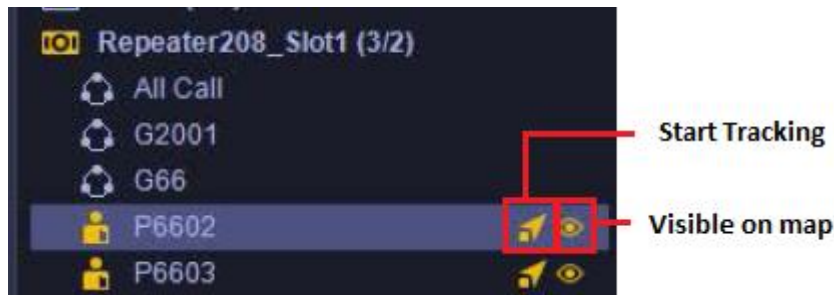 Repeater208_Slot1 (3/2)
All Call
G2001
Start Tracking
G66
P6602
Visible on map
P6603